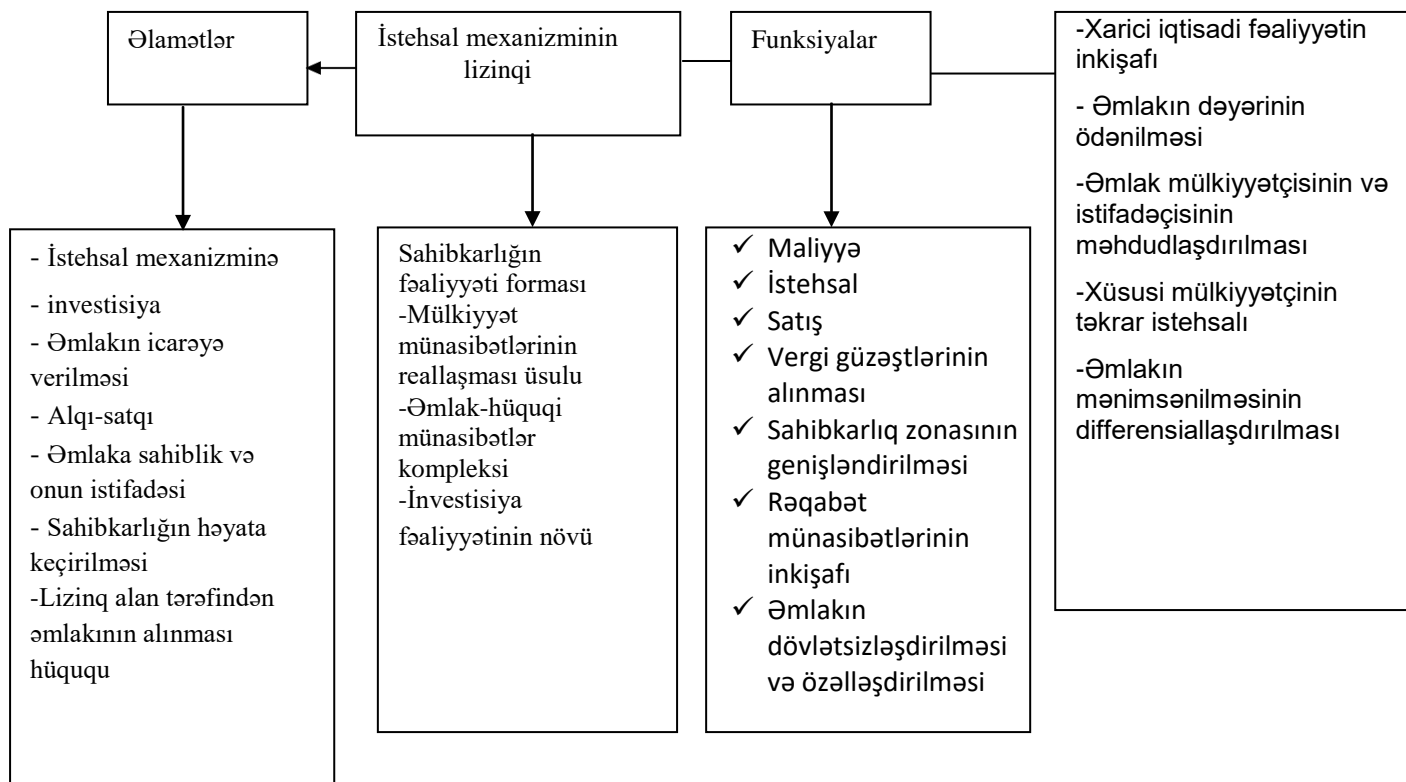 Əlamətlər
İstehsal mexanizminin
lizinqi
Funksiyalar
-Xarici iqtisadi fəaliyyətin
inkişafı
- Əmlakın dəyərinin
ödənilməsi
-Əmlak mülkiyyətçisinin və
istifadəçisinin
məhdudlaşdırılması
-Xüsusi mülkiyyətçinin
təkrar istehsalı
-Əmlakın
mənimsənilməsinin
differensiallaşdırılması
- İstehsal mexanizminə
- investisiya
- Əmlakın icarəyə
verilməsi
- Alqı-satqı
- Əmlaka sahiblik və
onun istifadəsi
- Sahibkarlığın həyata
keçirilməsi
-Lizinq alan tərəfindən
əmlakının alınması
hüququ
Sahibkarlığın
fəaliyyəti forması
-Mülkiyyət
münasibətlərinin
reallaşması üsulu
-Əmlak-hüquqi
münasibətlər
kompleksi
-İnvestisiya
fəaliyyətinin növü
✓ Maliyyə
✓ İstehsal
✓ Satış
✓ Vergi güzəştlərinin
alınması
✓ Sahibkarlıq zonasının
genişləndirilməsi
✓ Rəqabət
münasibətlərinin
inkişafı
✓ Əmlakın
dövlətsizləşdirilməsi
və özəlləşdirilməsi